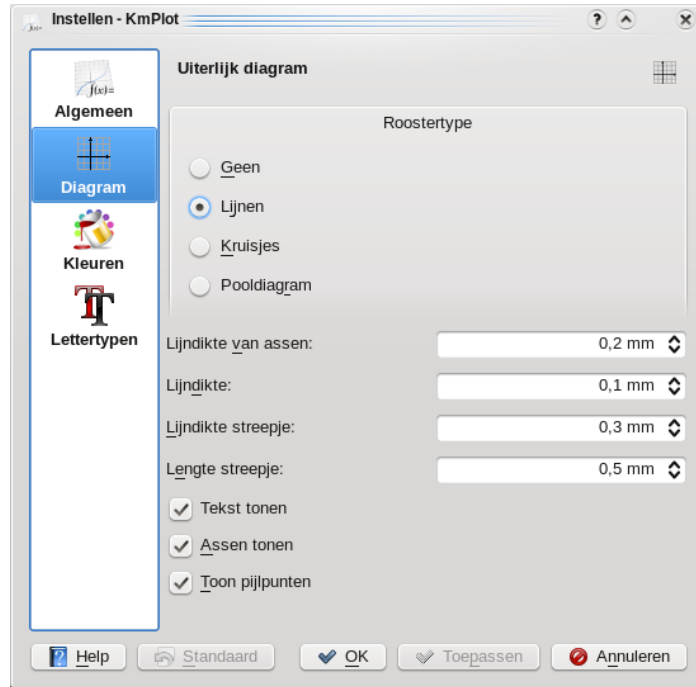 Instellen - KmPlot
Algemeen
Diagram
Kleuren
Lettertypen
Uiterlijk diagram
Roostertype
Geen
Lijnen
Kruisjes
Pooldiagram
Lijndikte van assen: 0,2 mm
Lijndikte: 0,1 mm
Lijndikte streepje: 0,3 mm
Lengte streepje: 0,5 mm
Tekst tonen
Assen tonen
Toon pijlpunten
Help Standaard OK Toepassen Annuleren